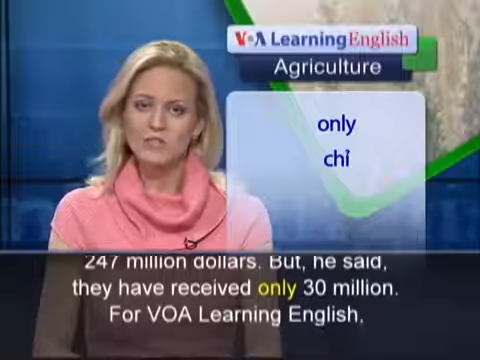 VOA Learning English
Agriculture
only
chỉ
247 million dollars. But, he said,
they have received only 30 million.
For VOA Learning English,